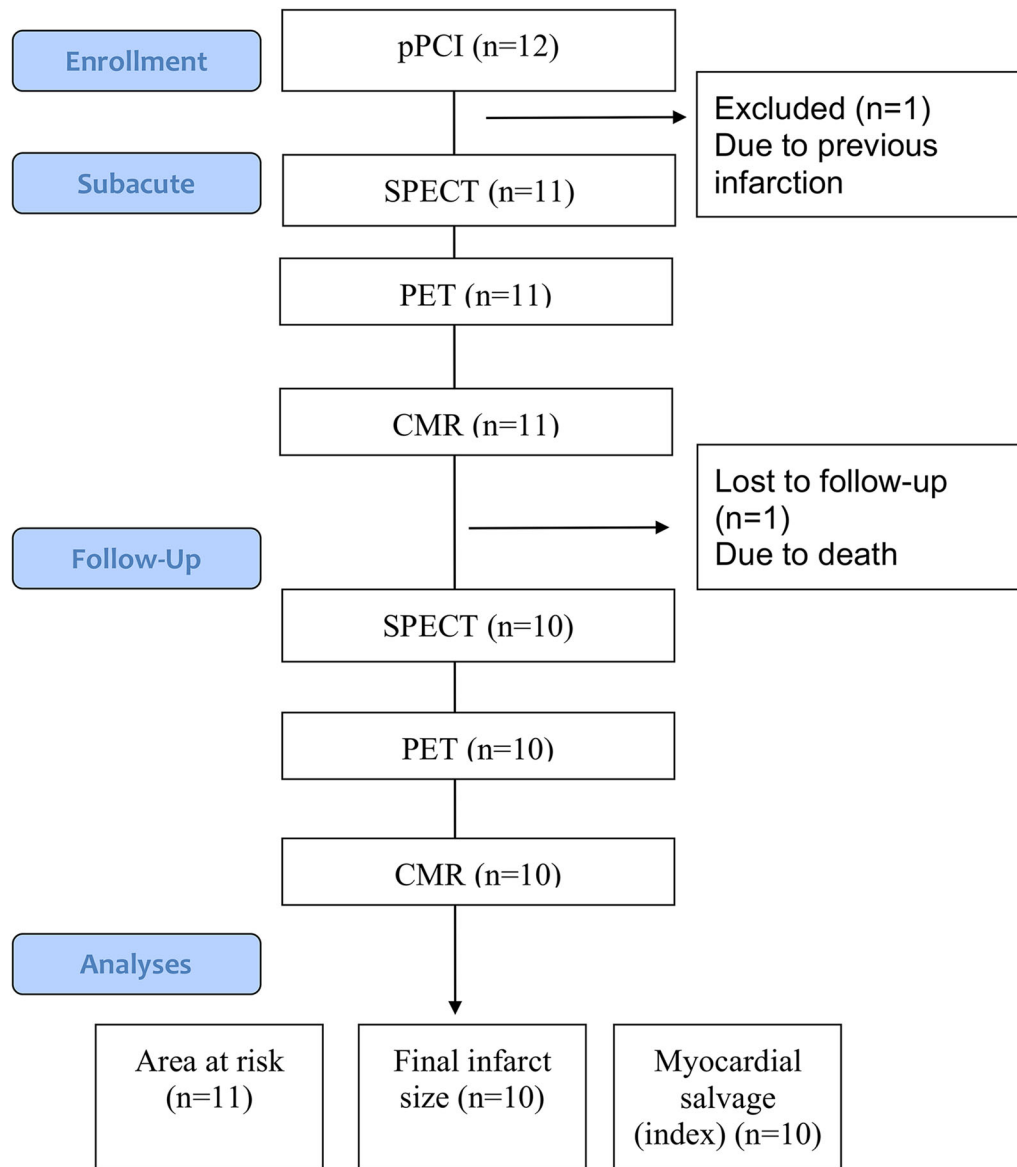 Enrollment
pPCI (n=12)
Excluded (n=1)
Due to previous
infarction
Subacute
SPECT (n=11)
PET (n=11)
CMR (n=11)
Lost to follow-up
(n=1)
Due to death
Follow-Up
SPECT (n=10)
PET (n=10)
CMR (n=10)
Analyses
Area at risk
(n=11)
Final infarct
size (n=10)
Myocardial
salvage
(index) (n=10)